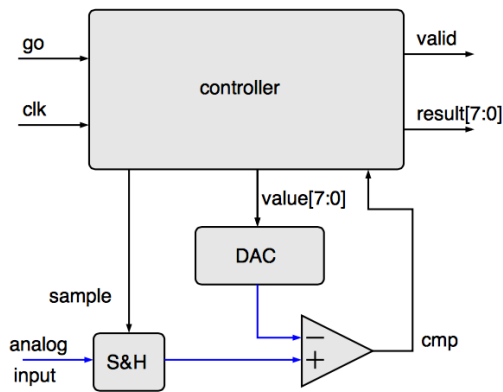 go
valid
controller
clk
result[7:0]
value[7:0]
DAC
sample
−
analog
input
S&H
+
cmp